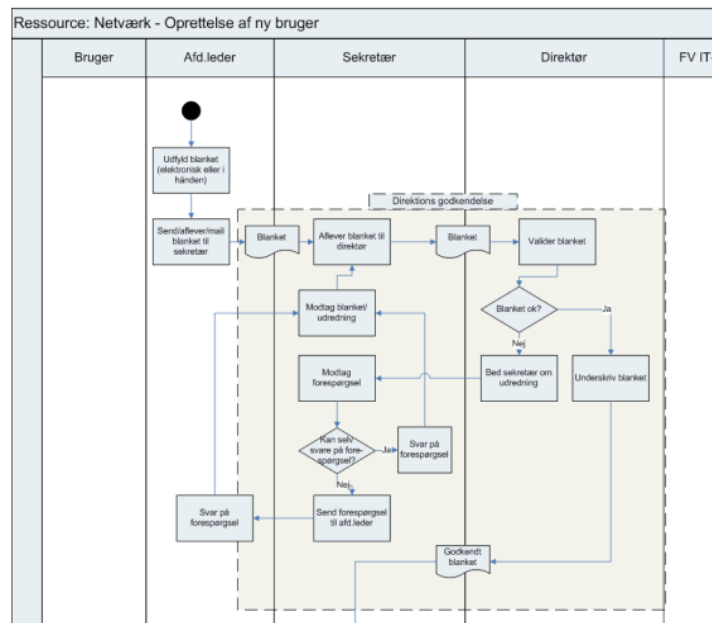 Ressource: Netværk - Oprettelse af ny bruger
Bruger
Afd.leder
Sekretær
Direktør
FV IT-
Udfyld blanket
(elektronisk eller i
hånden)
Direktions godkendelse
Send/aflever/mail
blanket til
sekretær
Blanket
Aflever blanket til
direktør
Blanket
Valider blanket
Modtag blanket/
udredning
Blanket ok?
Ja
Nej
Modtag
forespørgsel
Bed sekretær om
udredning
Underskriv blanket
Kan selv
svare på fore-
spørgsel?
Ja
Svar på
forespørgsel
Nej
Svar på
forespørgsel
Send forespørgsel
til afd.leder
Godkendt
blanket